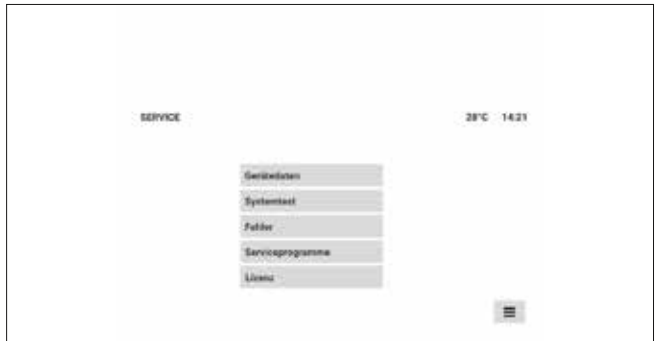 SERVICE 28°C 14:21
Gerätedaten
Systemtest
Fehler
Serviceprogramme
Lizenz